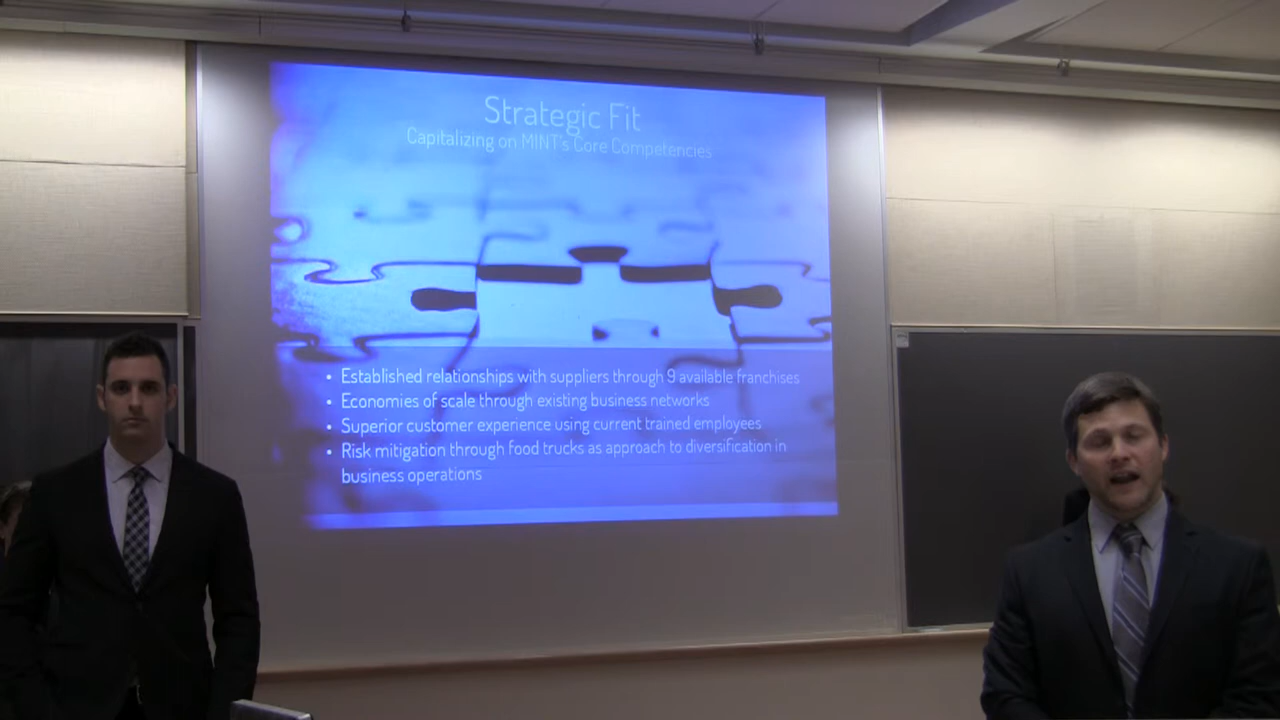 Strategic Fit
Capitalizing on MINT's Core Competencies
• Established relationships with suppliers through 9 available franchises
• Economies of scale through existing business networks
• Superior customer experience using current trained employees
• Risk mitigation through food trucks as approach to diversification in
business operations